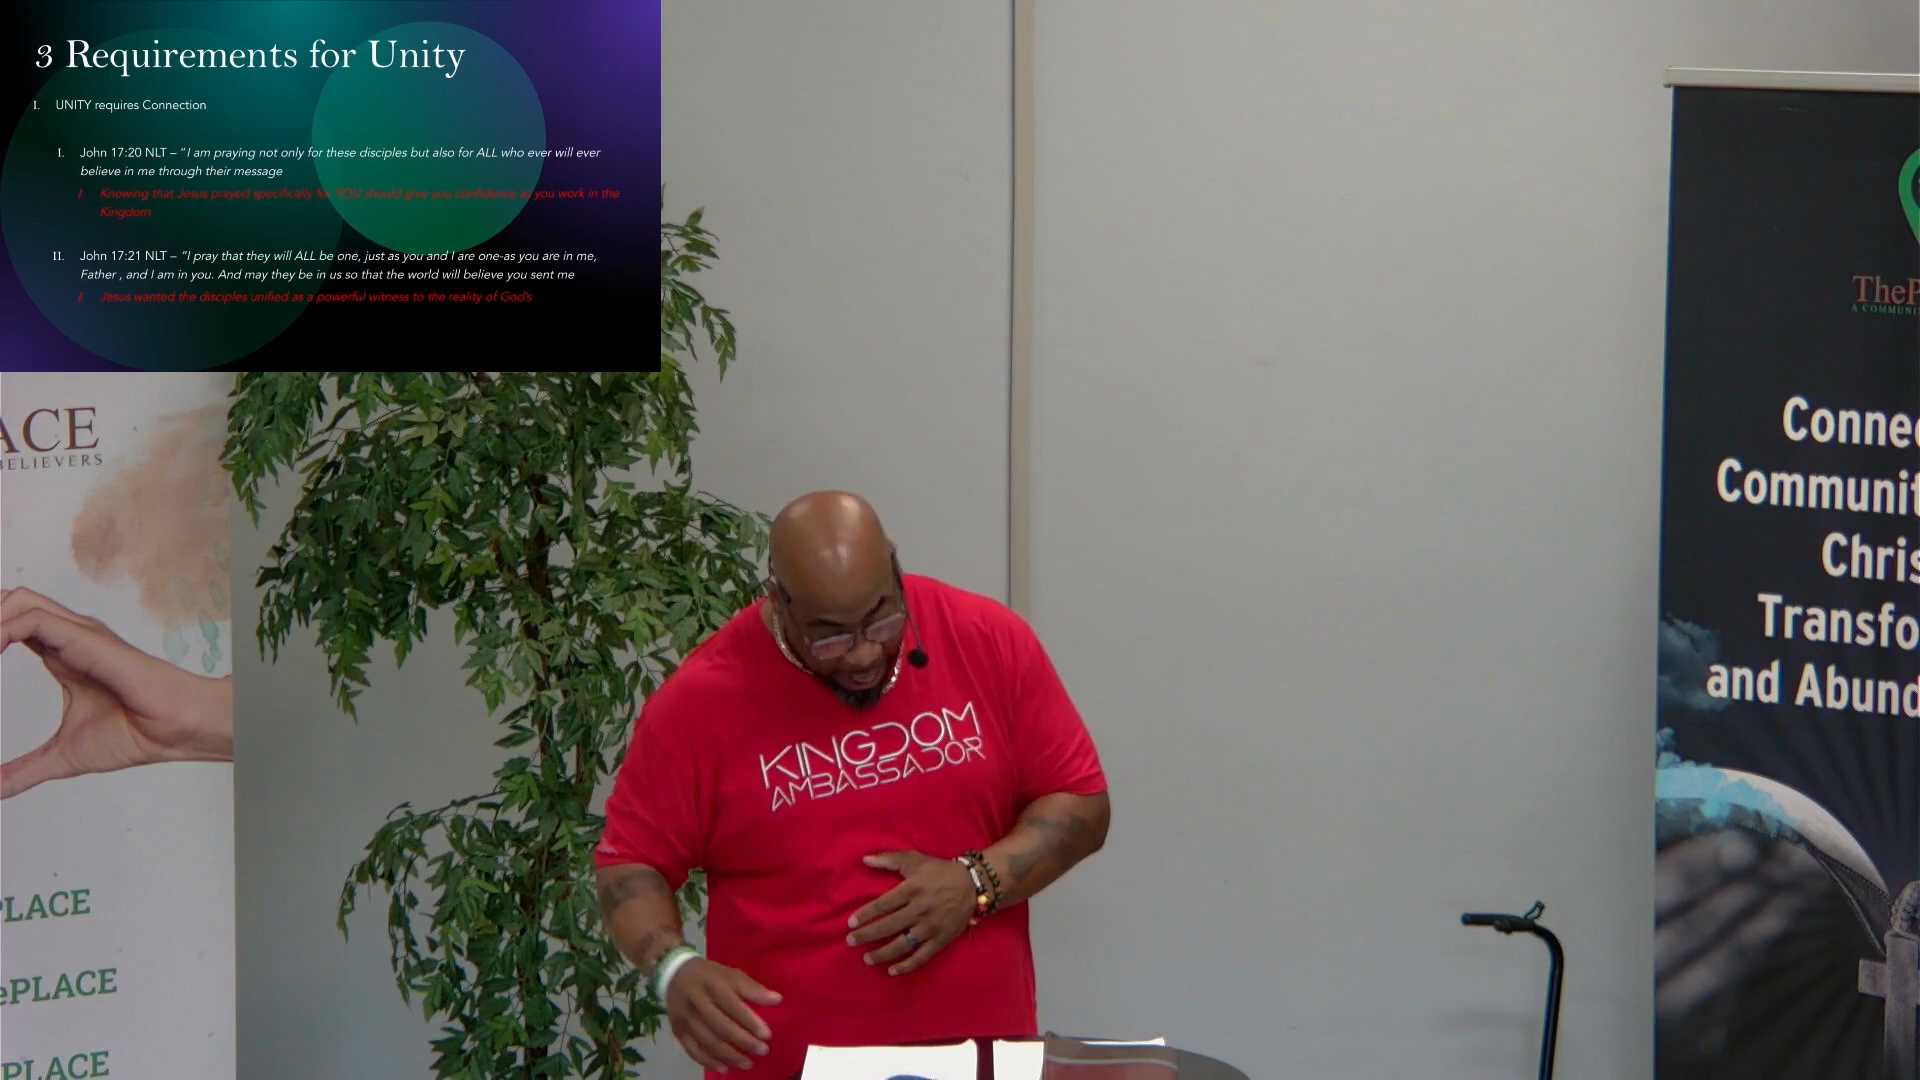 3 Requirements for Unity
I. UNITY requires Connection
I. John 17:20 NLT – "I am praying not only for these disciples but also for ALL who ever will ever
believe in me through their message
I. Knowing that Jesus prayed specifically for YOU should give you confidence as you work in the
Kingdom
II. John 17:21 NLT – "I pray that they will ALL be one, just as you and I are one-as you are in me,
Father , and I am in you. And may they be in us so that the world will believe you sent me
I Jesus wanted the disciples unified as a powerful witness to the reality of God's
ACE
BELIEVERS
PLACE
ePLACE
PLACE
KINGDOM
AMBASSADOR
TheP
A COMMUNI
Connec
Communit
Chris
Transfo
and Abund